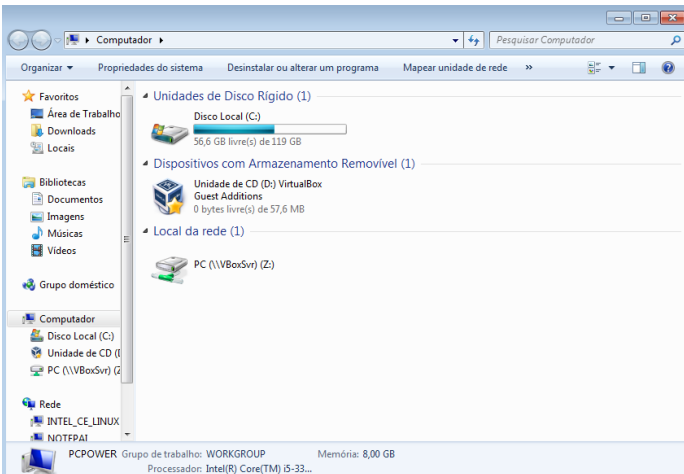 Computador
Pesquisar Computador
Organizar
Propriedades do sistema
Desinstalar ou alterar um programa
Mapear unidade de rede
»
Favoritos
Área de Trabalho
Downloads
Locais
Bibliotecas
Documentos
Imagens
Músicas
Vídeos
Grupo doméstico
Computador
Disco Local (C:)
Unidade de CD (D
PC (\\VBoxSvr) (Z
Rede
INTEL_CE_LINUX
NOTEPAI
Unidades de Disco Rígido (1)
Disco Local (C:)
56,6 GB livre(s) de 119 GB
Dispositivos com Armazenamento Removível (1)
Unidade de CD (D:) VirtualBox
Guest Additions
0 bytes livre(s) de 57,6 MB
Local da rede (1)
PC (\\VBoxSvr) (Z:)
PCPOWER Grupo de trabalho: WORKGROUP Memória: 8,00 GB
Processador: Intel(R) Core(TM) i5-33...